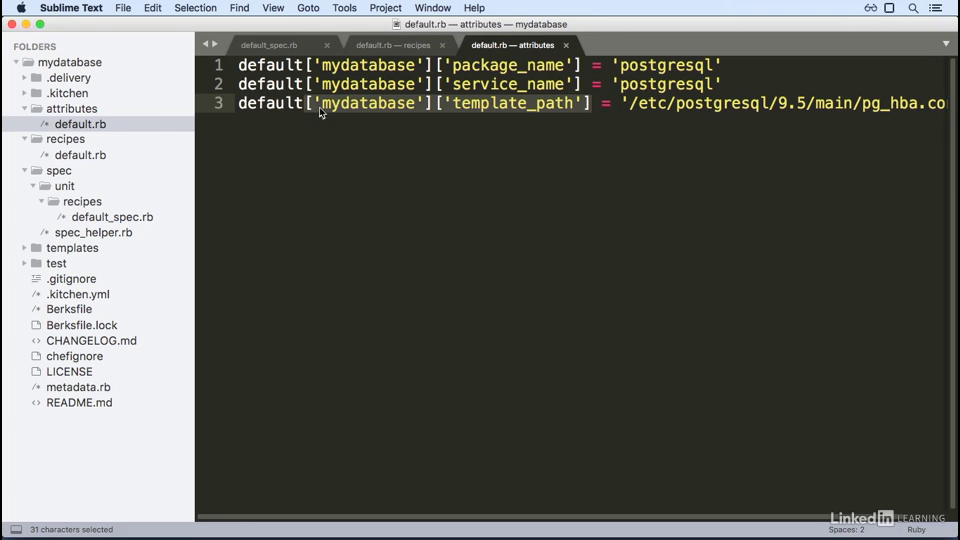 Sublime Text File Edit Selection Find View Goto Tools Project Window Help
default.rb — attributes — mydatabase
FOLDERS
mydatabase
.delivery
.kitchen
attributes
default.rb
recipes
default.rb
spec
unit
recipes
default_spec.rb
spec_helper.rb
templates
test
.gitignore
.kitchen.yml
Berksfile
Berksfile.lock
CHANGELOG.md
chefignore
LICENSE
metadata.rb
README.md
default_spec.rb
default.rb — recipes
default.rb — attributes
1 default['mydatabase']['package_name'] = 'postgresql'
2 default['mydatabase']['service_name'] = 'postgresql'
3 default['mydatabase']['template_path'] = '/etc/postgresql/9.5/main/pg_hba.co
31 characters selected
Spaces: 2
Ruby
LinkedIn LEARNING